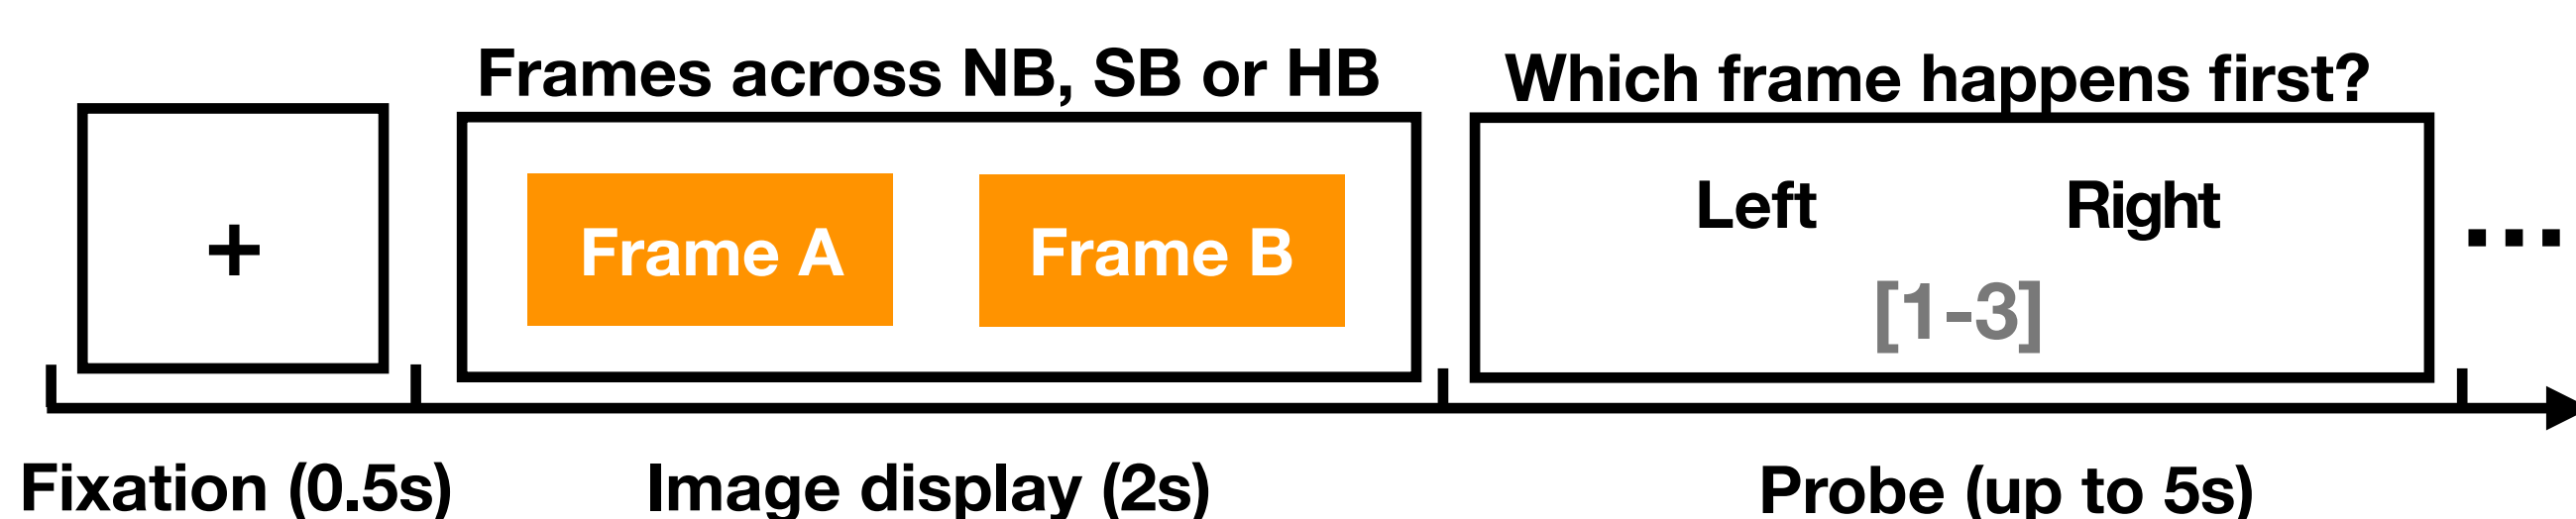 Frames across NB, SB or HB
Which frame happens first?
+
Frame A
Frame B
Left
Right
[1-3]
...
Fixation (0.5s)
Image display (2s)
Probe (up to 5s)